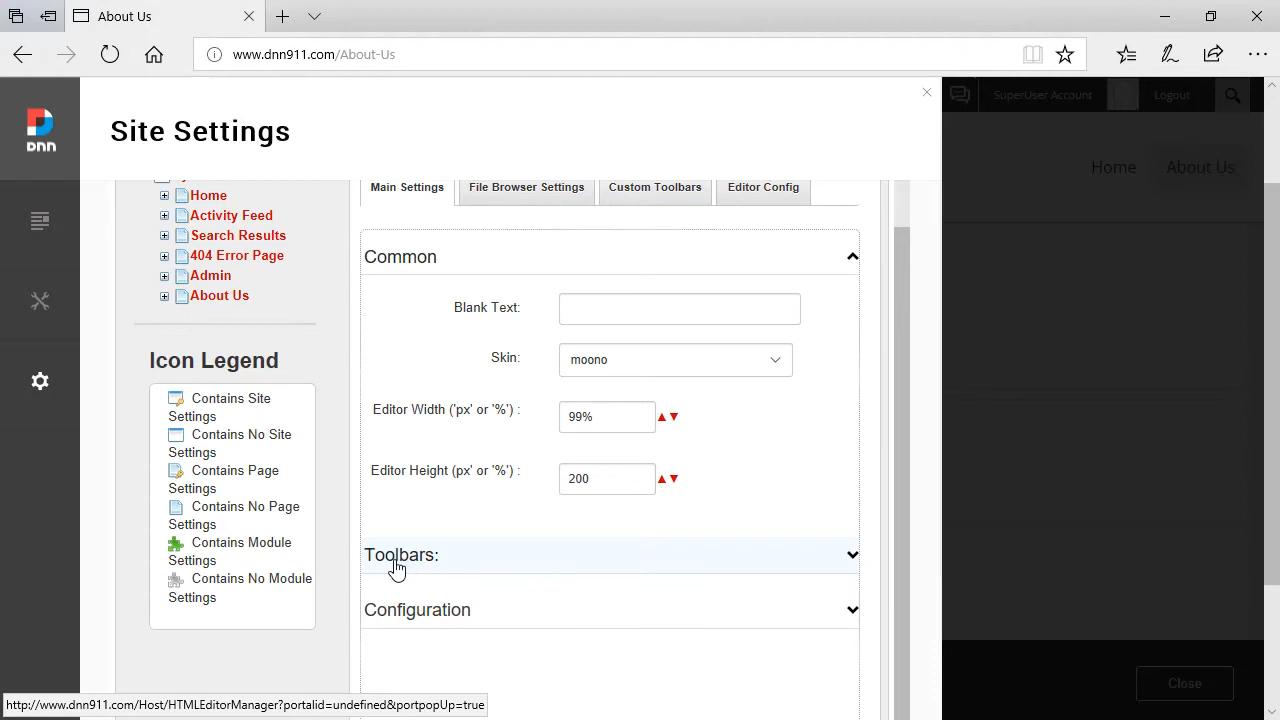 About Us
www.dnn911.com/About-Us
DNN
Site Settings
SuperUser Account
Logout
Home
About Us
Home
Activity Feed
Search Results
404 Error Page
Admin
About Us
Icon Legend
Contains Site
Settings
Contains No Site
Settings
Contains Page
Settings
Contains No Page
Settings
Contains Module
Settings
Contains No Module
Settings
Main Settings
File Browser Settings
Custom Toolbars
Editor Config
Common
Blank Text:
Skin:
moono
Editor Width ('px' or '%') :
99%
Editor Height (px' or '%') :
200
Toolbars:
Configuration
Close
http://www.dnn911.com/Host/HTMLEditorManager?portalid=undefined&portpopUp=true